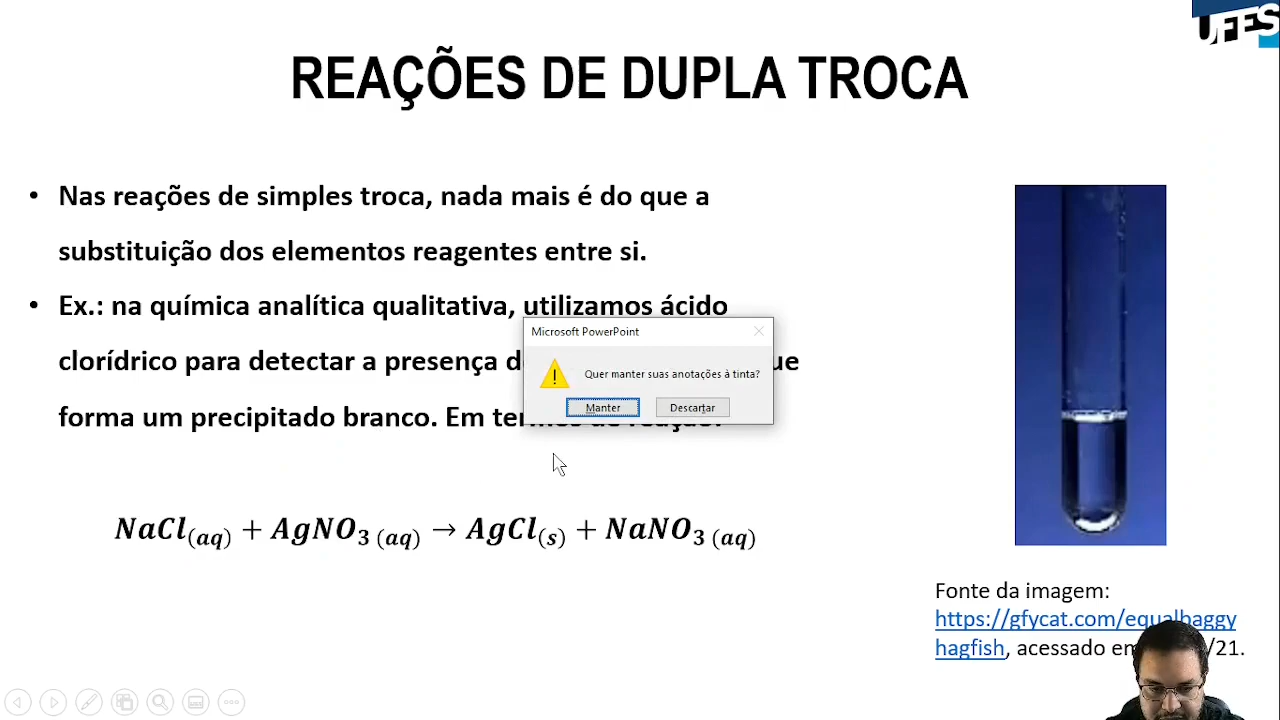 UFES
REAÇÕES DE DUPLA TROCA
• Nas reações de simples troca, nada mais é do que a
substituição dos elementos reagentes entre si.
• Ex.: na química analítica qualitativa, utilizamos ácido
clorídrico para detectar a presença
forma um precipitado branco. Em
Microsoft PowerPoint
Quer manter suas anotações à tinta?
Manter
Descartar
NaCl(aq) + AgNO3 (aq) → AgCl(s) + NaNO3 (aq)
Fonte da imagem:
https://gfycat.com/equalbaggy
hagfish, acessado em /21.